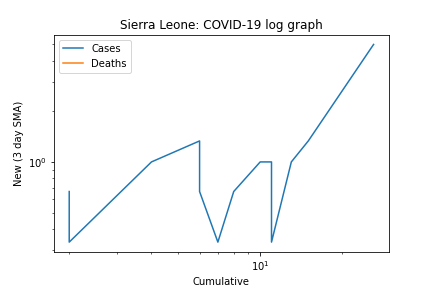 Sierra Leone: COVID-19 log graph
Cases
Deaths
New (3 day SMA)
10⁰
10¹
Cumulative